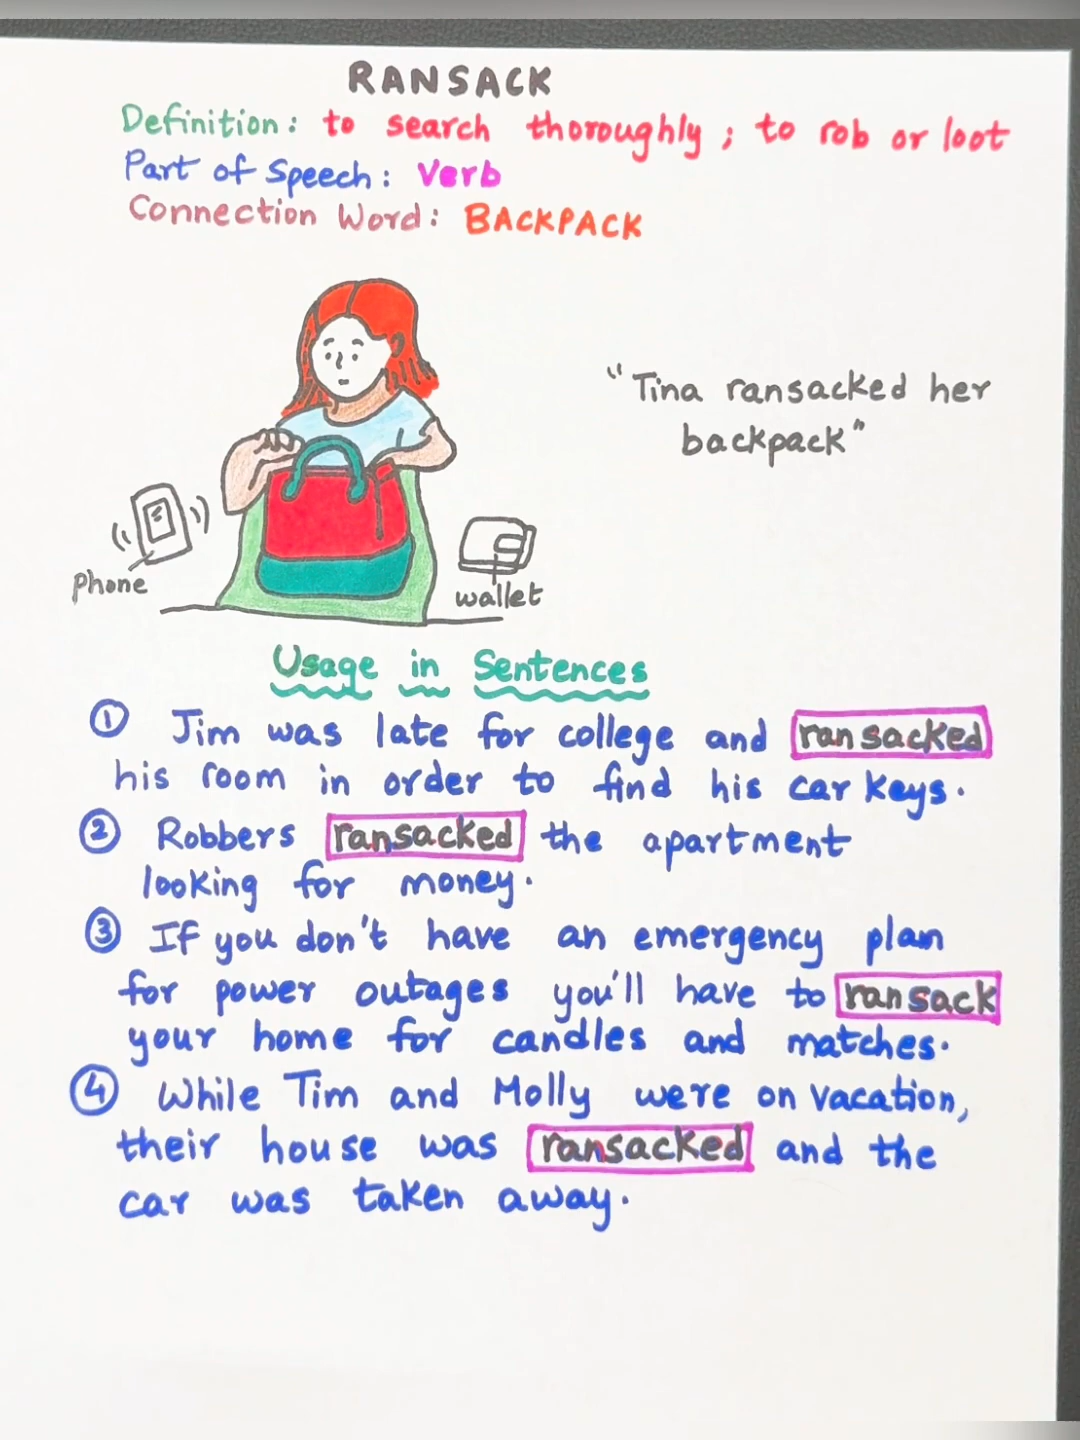 RANSACK
Definition: to search thoroughly; to rob or loot
Part of Speech: Verb
Connection Word: BACKPACK
"Tina ransacked her
backpack"
Phone
wallet
Usage in Sentences
① Jim was late for college and ransacked
his room in order to find his car keys.
② Robbers ransacked the apartment
looking for money.
③ If you don't have an emergency plan
for power outages you'll have to ransack
your home for candles and matches.
④ While Tim and Molly were on vacation,
their house was ransacked and the
car was taken away.